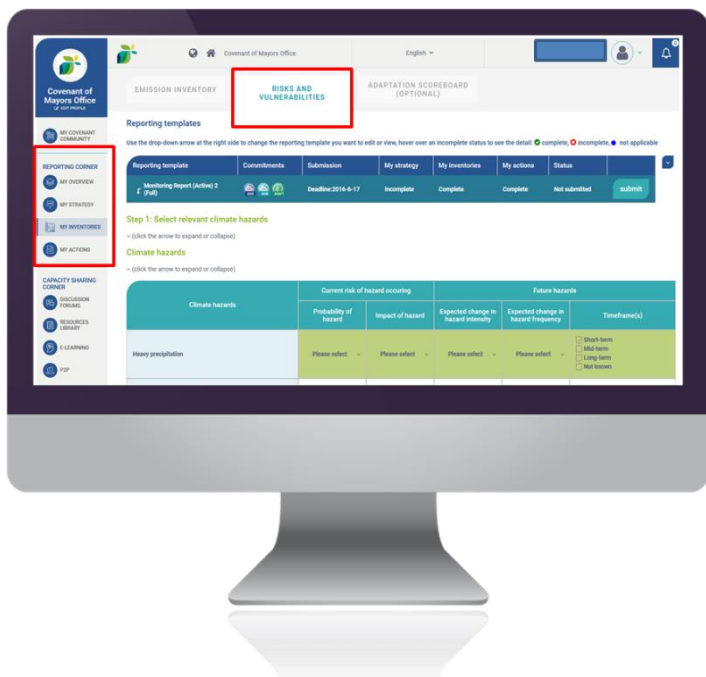 Covenant of
Mayors Office
EDIT PROFILE
MY COVENANT
COMMUNITY
REPORTING CORNER
MY OVERVIEW
MY STRATEGY
MY INVENTORIES
MY ACTIONS
CAPACITY SHARING
CORNER
DISCUSSION
FORUMS
RESOURCES
LIBRARY
E-LEARNING
P2P
Covenant of Mayors Office
English
0
EMISSION INVENTORY
RISKS AND
VULNERABILITIES
ADAPTATION SCOREBOARD
(OPTIONAL)
Reporting templates
Use the drop-down arrow at the right side to change the reporting template you want to edit or view, hover over an incomplete status to see the detail: complete, incomplete, not applicable
Reporting template Commitments Submission My strategy My inventories My actions Status
Monitoring Report (Active) 2
(Full)
Deadline:2016-6-17 Incomplete Complete Complete Not submitted submit
Step 1: Select relevant climate hazards
(click the arrow to expand or collapse)
Climate hazards
(click the arrow to expand or collapse)
Climate hazards
Current risk of hazard occuring
Future hazards
Probability of
hazard
Impact of hazard
Expected change in
hazard intensity
Expected change in
hazard frequency
Timeframe(s)
Heavy precipitation
Please select
Please select
Please select
Please select
Short-term
Mid-term
Long-term
Not known